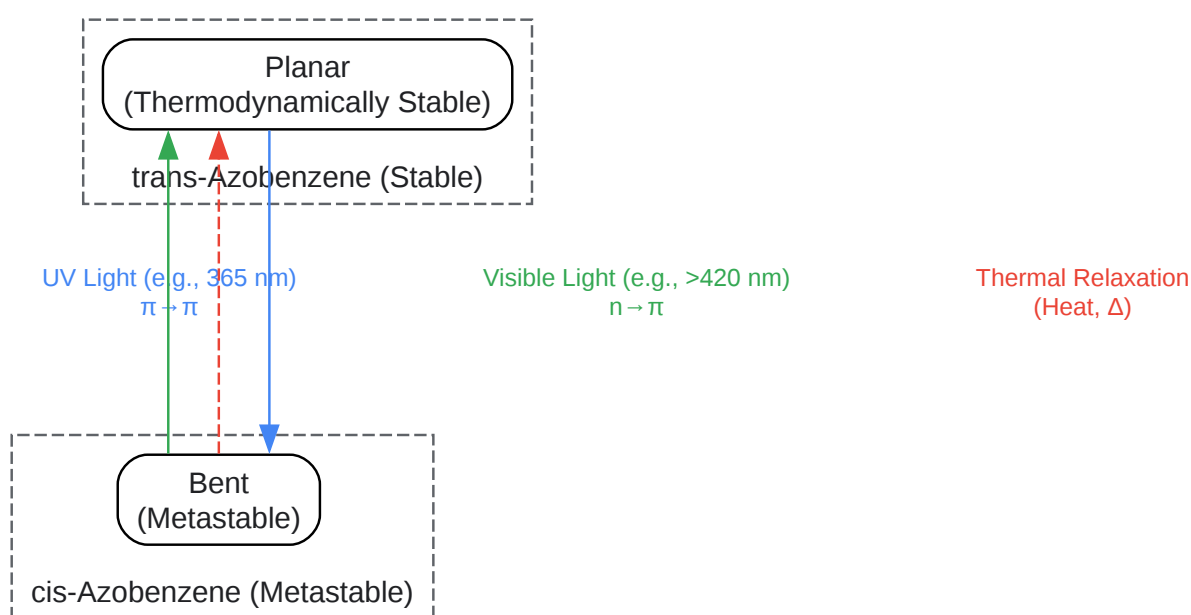 Planar
(Thermodynamically Stable)
trans-Azobenzene (Stable)
UV Light (e.g., 365 nm)
π→π
Visible Light (e.g., >420 nm)
n→π
Thermal Relaxation
(Heat, Δ)
Bent
(Metastable)
cis-Azobenzene (Metastable)